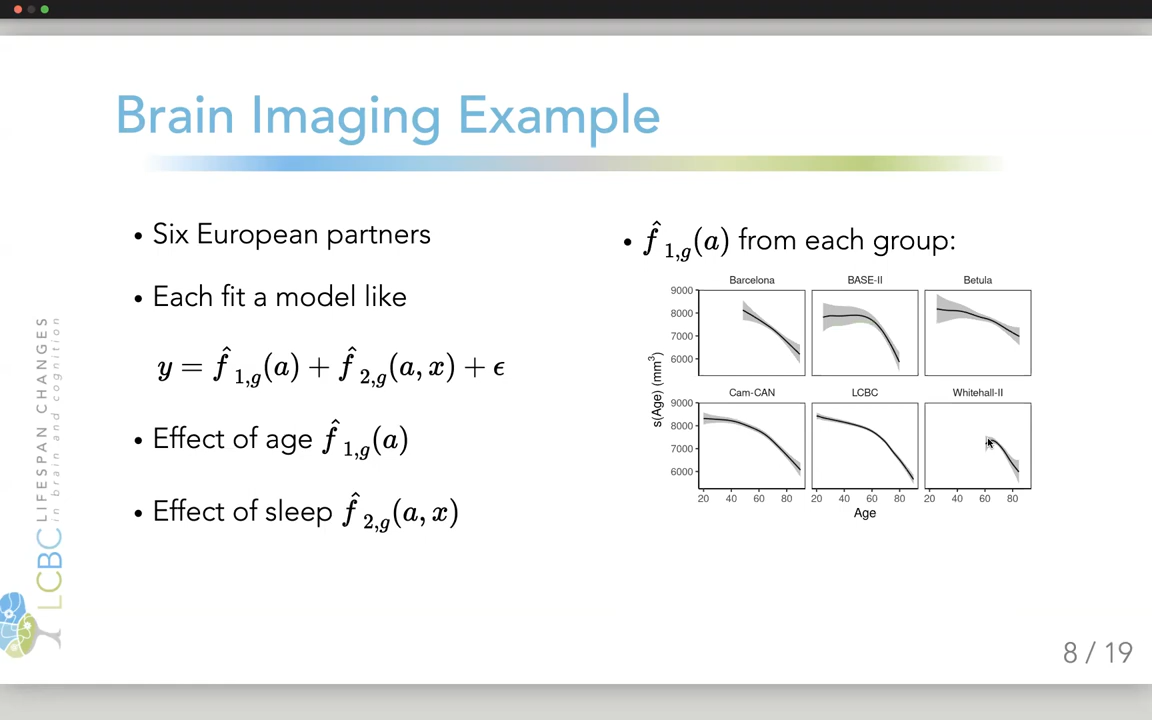 Brain Imaging Example
• Six European partners
• Each fit a model like
y = f̂₁,g(a) + f̂₂,g(a, x) + ϵ
• Effect of age f̂₁,g(a)
• Effect of sleep f̂₂,g(a, x)
• f̂₁,g(a) from each group:
Barcelona BASE-II Betula
9000
8000
7000
6000
Cam-CAN LCBC Whitehall-II
9000
8000
7000
6000
s(Age) (mm³)
20 40 60 80 20 40 60 80 20 40 60 80
Age
LCBC LIFESPAN CHANGES
in brain and cognition
8 / 19